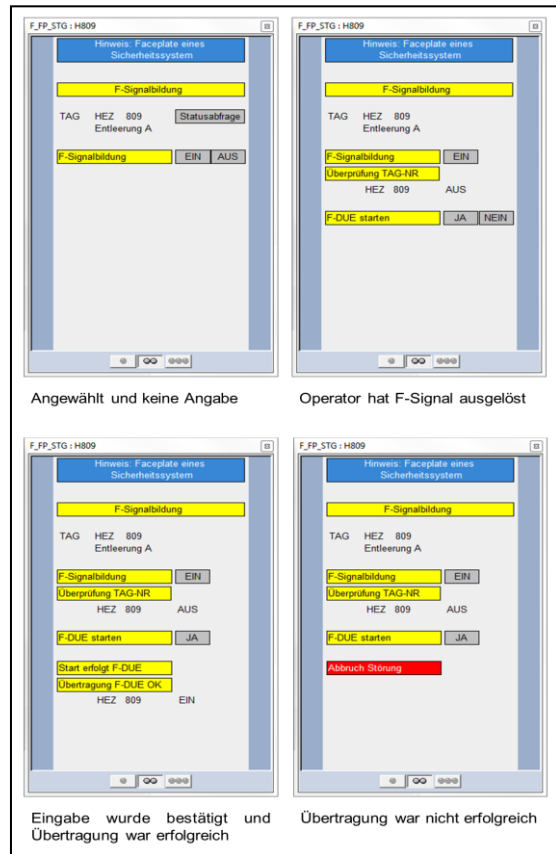 F_FP_STG : H809
Hinweis: Faceplate eines
Sicherheitssystem
F-Signalbildung
TAG HEZ 809 Statusabfrage
Entleerung A
F-Signalbildung EIN AUS
Angewählt und keine Angabe
F_FP_STG : H809
Hinweis: Faceplate eines
Sicherheitssystem
F-Signalbildung
TAG HEZ 809
Entleerung A
F-Signalbildung EIN
Überprüfung TAG-NR
HEZ 809 AUS
F-DUE starten JA NEIN
Operator hat F-Signal ausgelöst
F_FP_STG : H809
Hinweis: Faceplate eines
Sicherheitssystem
F-Signalbildung
TAG HEZ 809
Entleerung A
F-Signalbildung EIN
Überprüfung TAG-NR
HEZ 809 AUS
F-DUE starten JA
Start erfolgt F-DUE
Übertragung F-DUE OK
HEZ 809 EIN
Eingabe wurde bestätigt und
Übertragung war erfolgreich
F_FP_STG : H809
Hinweis: Faceplate eines
Sicherheitssystem
F-Signalbildung
TAG HEZ 809
Entleerung A
F-Signalbildung EIN
Überprüfung TAG-NR
HEZ 809 AUS
F-DUE starten JA
Abbruch Störung
Übertragung war nicht erfolgreich